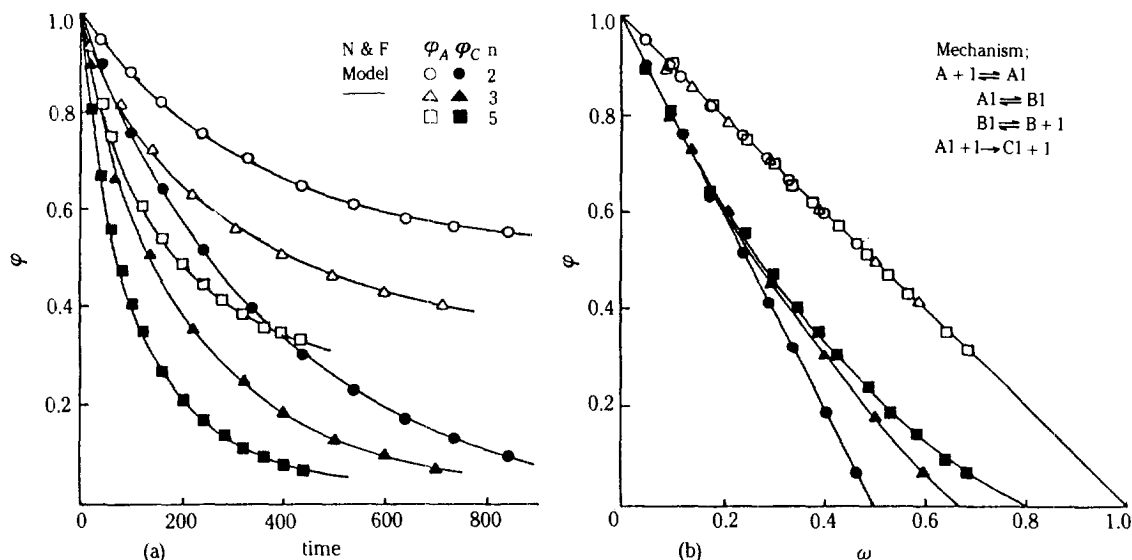 1.0
0.8
0.6
0.4
0.2
φ
0 200 400 600 800
(a) time
N & F φA φC n
Model 2
3
5
1.0
0.8
0.6
0.4
0.2
φ
0 0.2 0.4 0.6 0.8 1.0
(b) ω
Mechanism;
A + 1 ⇌ A1
A1 ⇌ B1
B1 ⇌ B + 1
A1 + 1 → C1 + 1